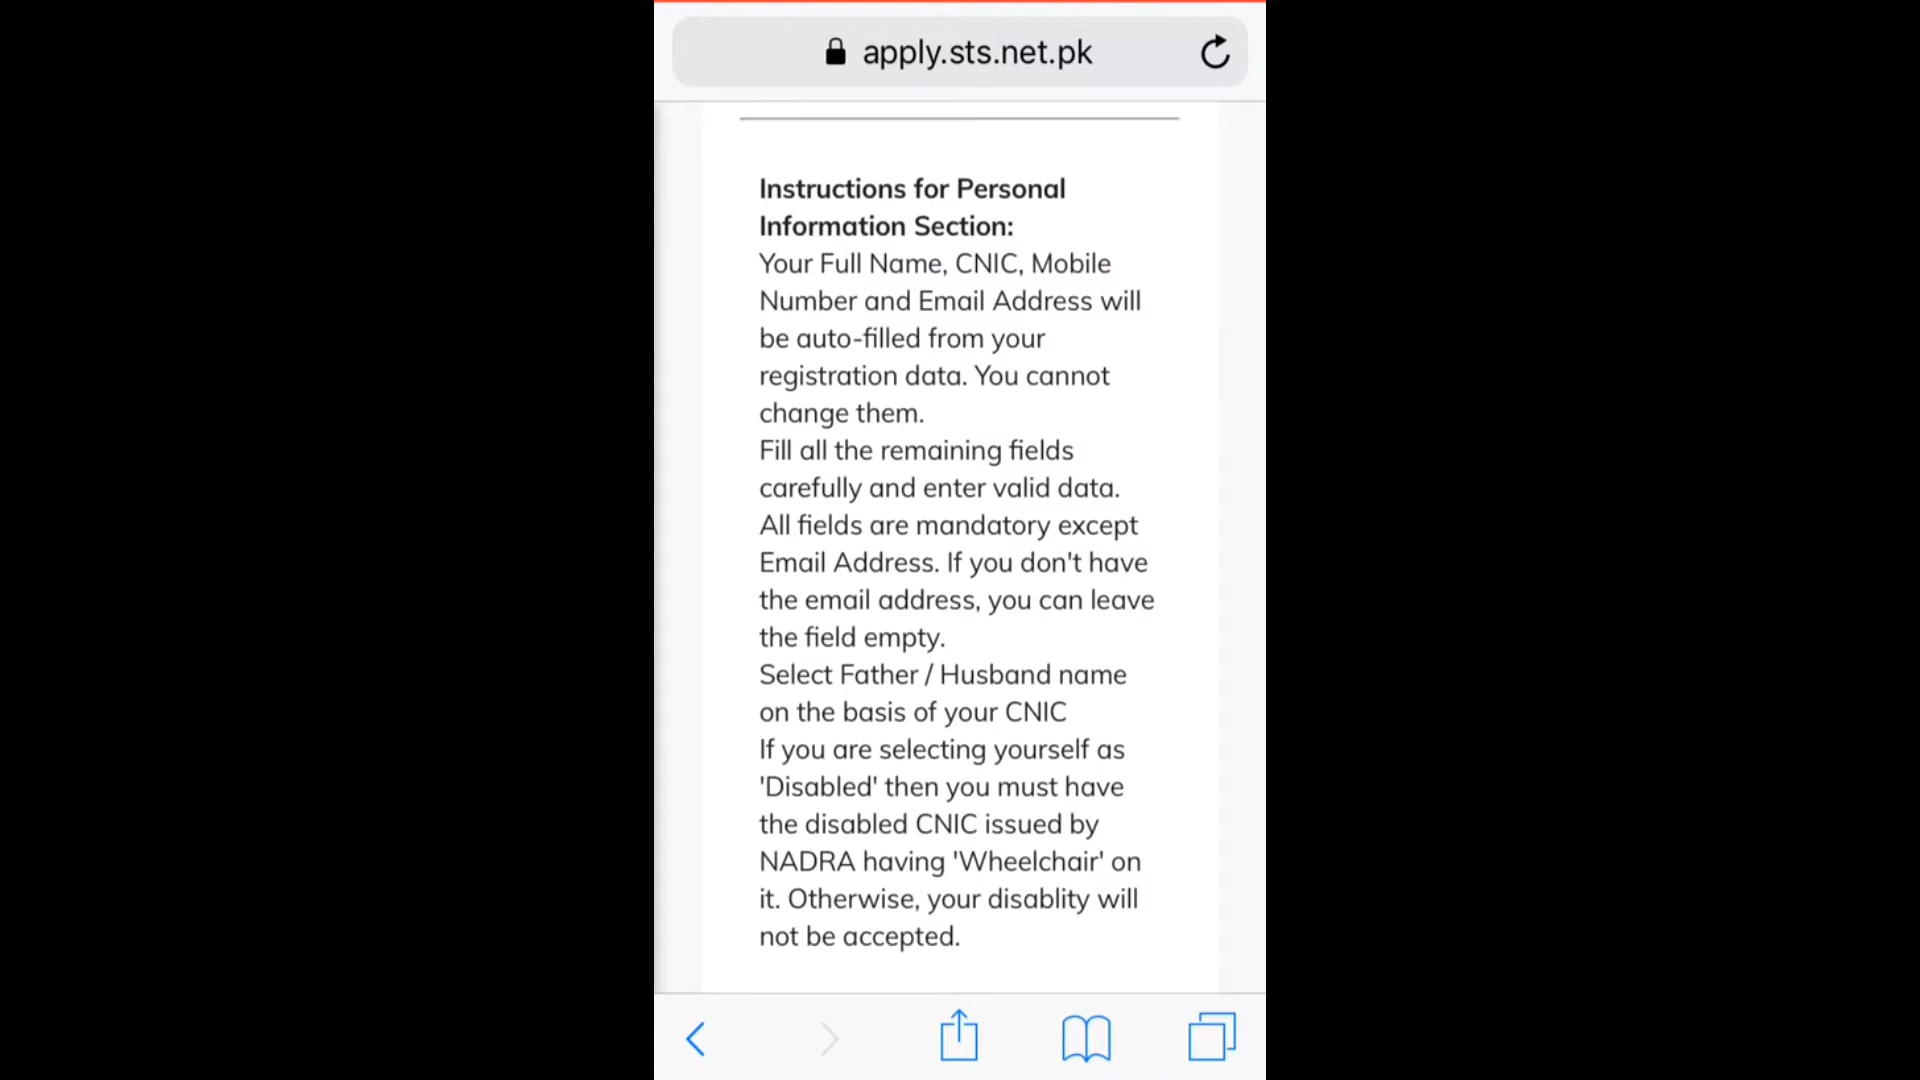 apply.sts.net.pk
Instructions for Personal
Information Section:
Your Full Name, CNIC, Mobile
Number and Email Address will
be auto-filled from your
registration data. You cannot
change them.
Fill all the remaining fields
carefully and enter valid data.
All fields are mandatory except
Email Address. If you don't have
the email address, you can leave
the field empty.
Select Father / Husband name
on the basis of your CNIC
If you are selecting yourself as
'Disabled' then you must have
the disabled CNIC issued by
NADRA having 'Wheelchair' on
it. Otherwise, your disablity will
not be accepted.